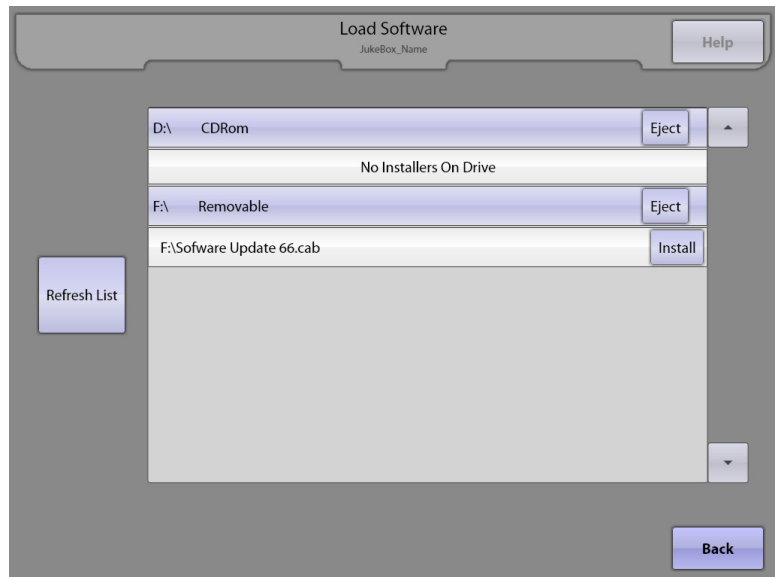 Load Software
JukeBox_Name
Help
D:\ CDRom Eject
No Installers On Drive
F:\ Removable Eject
F:\Sofware Update 66.cab Install
Refresh List
Back